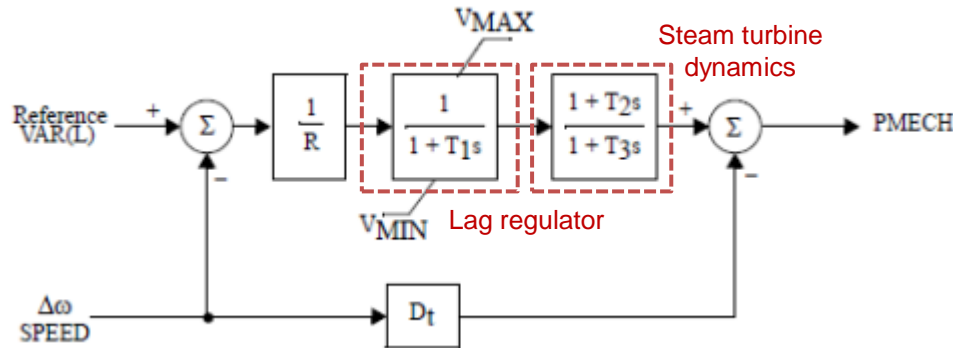 VMAX
Steam turbine
dynamics
Reference
VAR(L)
+
Σ
−
1
R
1
1 + T1s
1 + T2s
1 + T3s
+
Σ
−
PMECH
VMIN
Lag regulator
Δω
SPEED
Dt